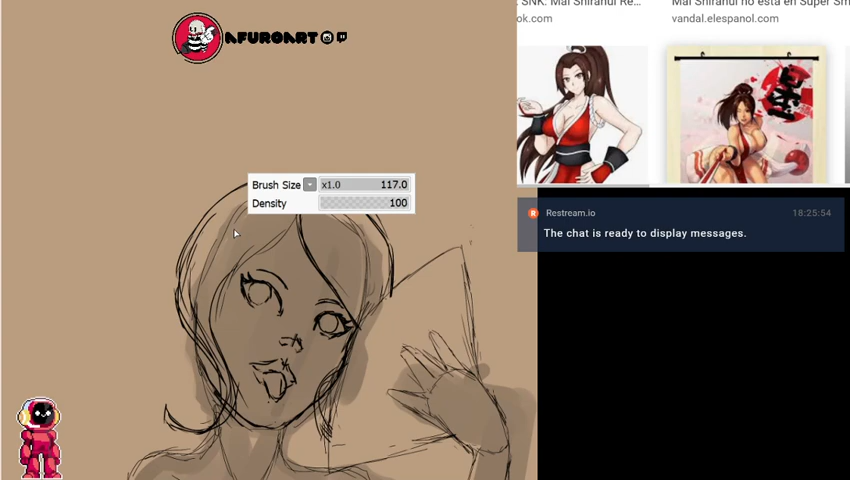 AFUROART
Brush Size x1.0 117.0
Density 100
SNK: Mai Shiranui Re...
ok.com
Mai Shiranui no está en Super Sm
vandal.elespanol.com
Restream.io 18:25:54
The chat is ready to display messages.